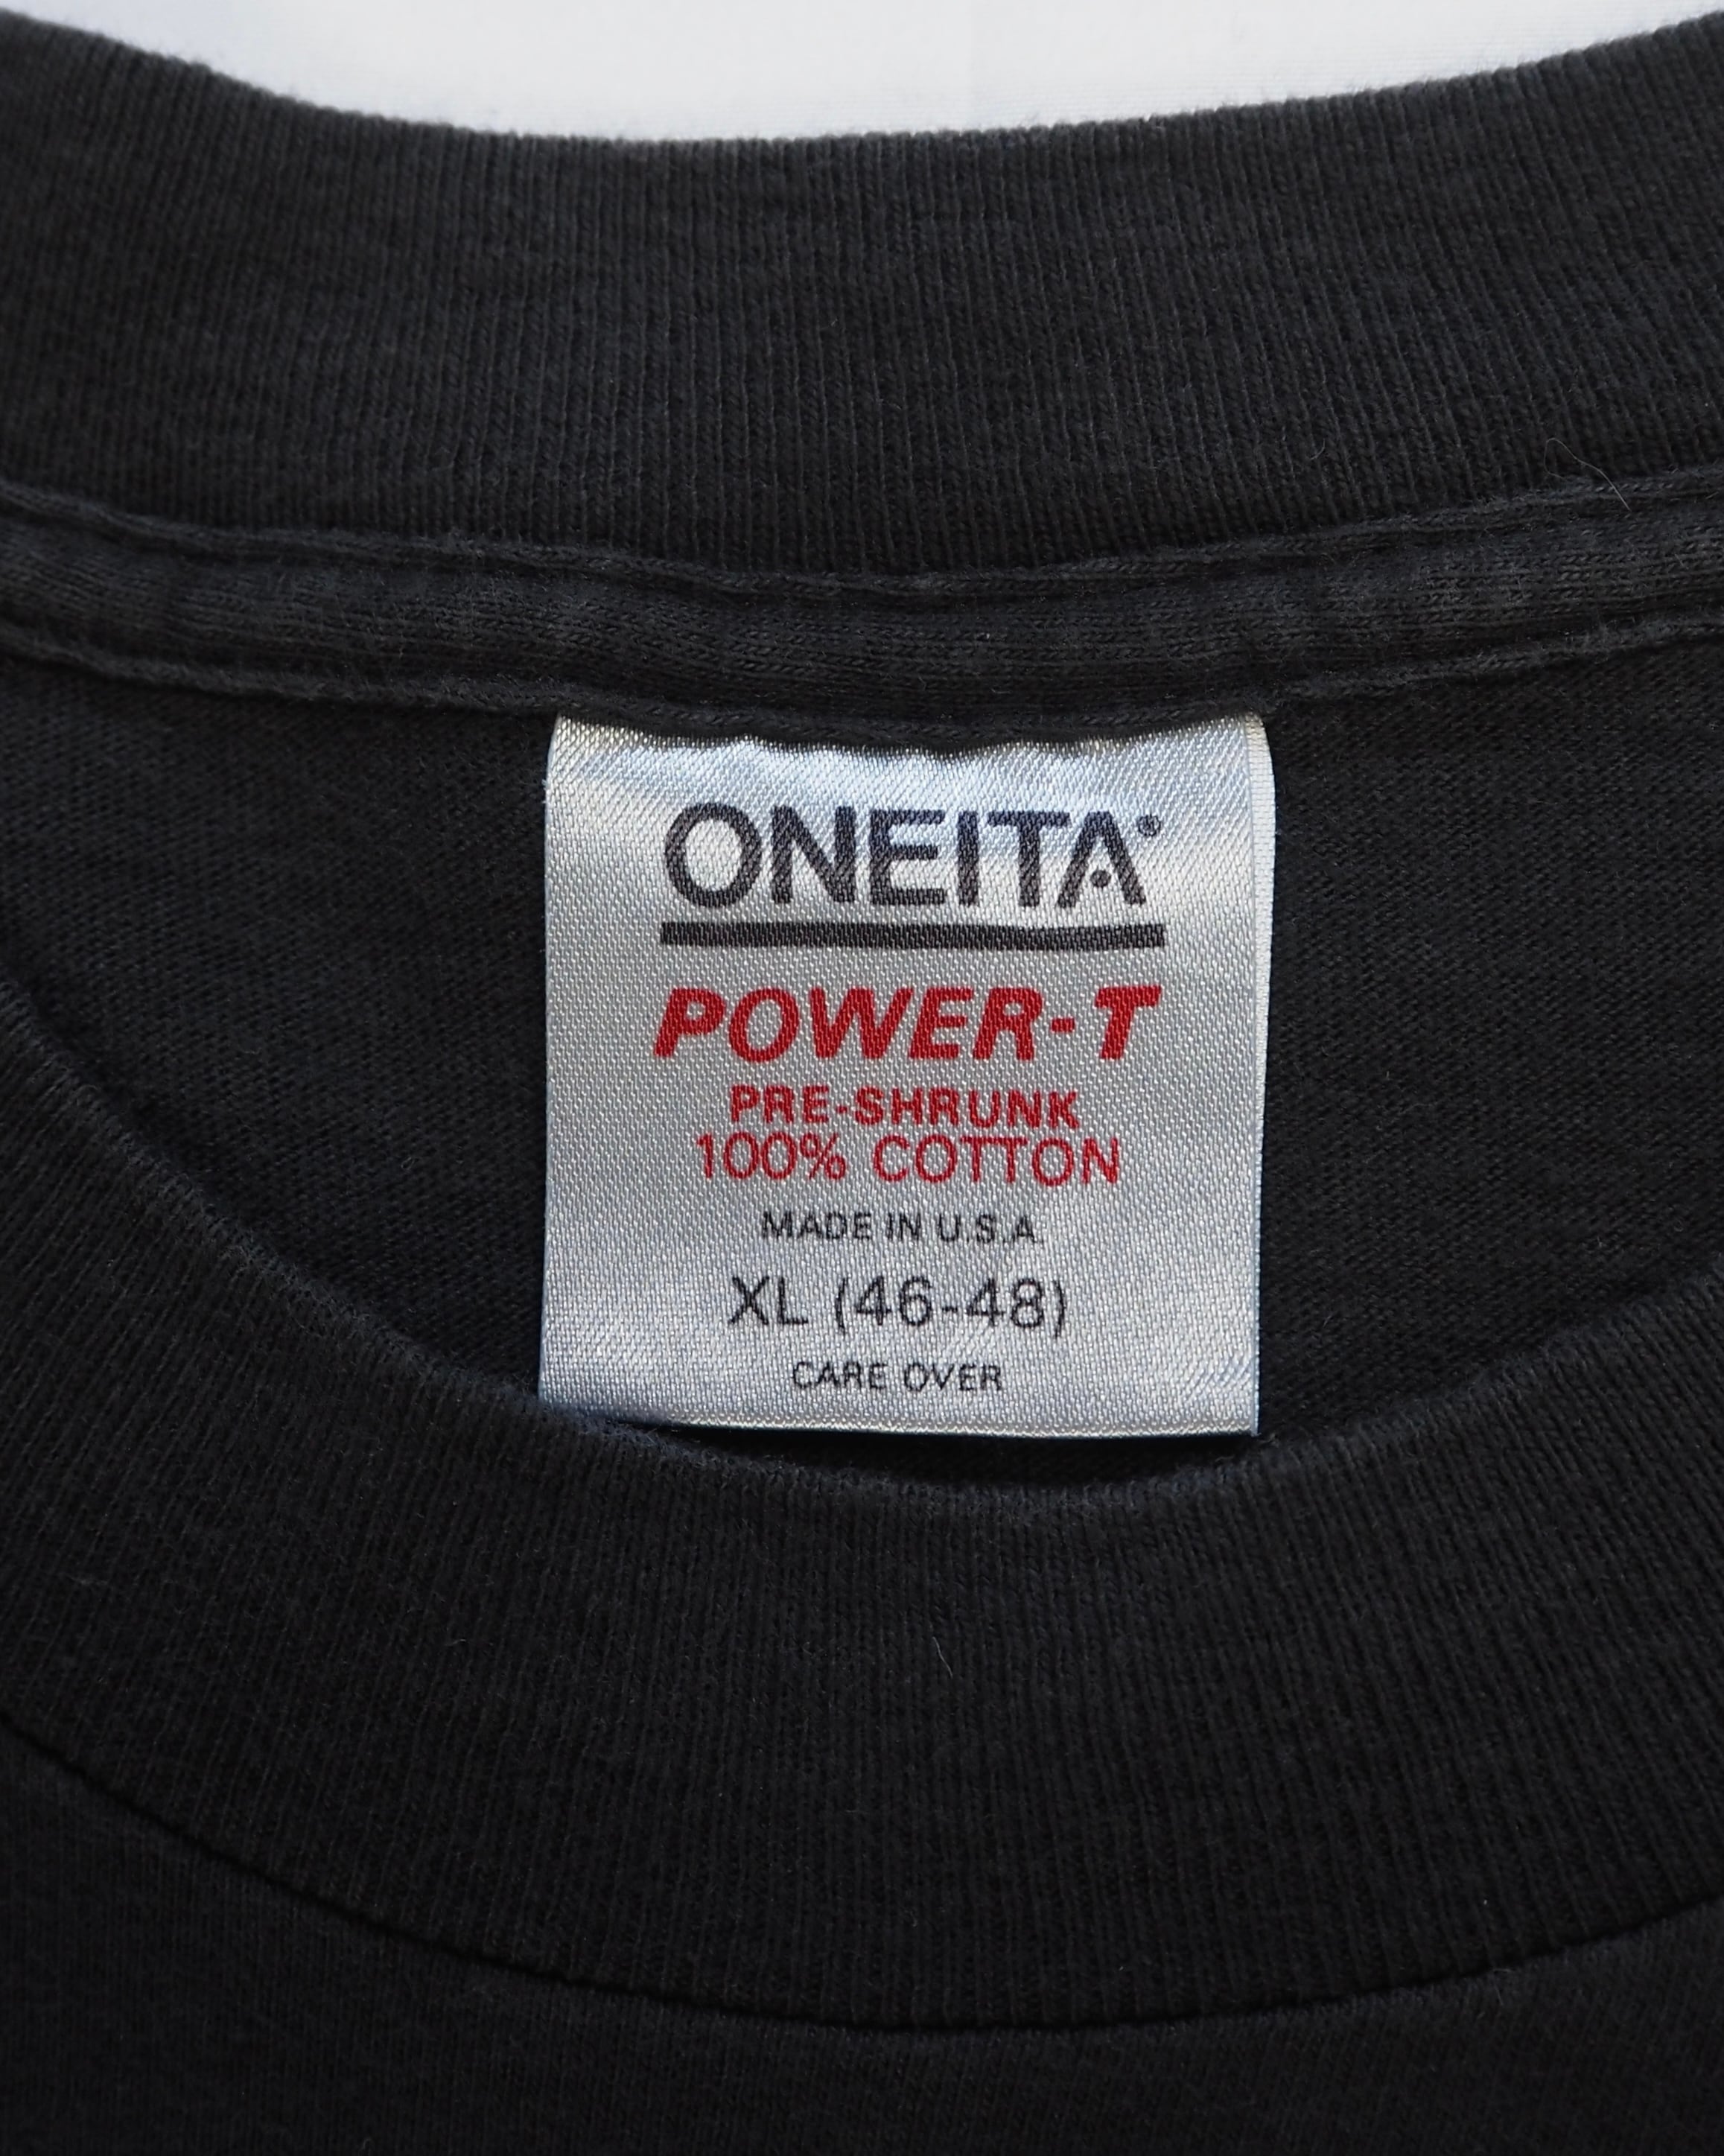 ONEITA®
POWER-T
PRE-SHRUNK
100% COTTON
MADE IN U.S.A.
XL (46-48)
CARE OVER